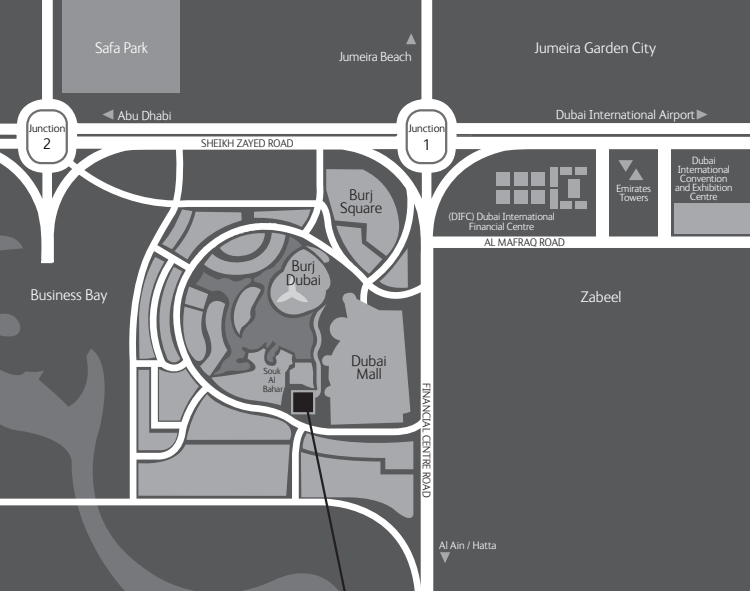 Safa Park
Jumeira Beach
Jumeira Garden City
Abu Dhabi
Dubai International Airport
Junction
2
Junction
1
SHEIKH ZAYED ROAD
Burj
Square
(DIFC) Dubai International
Financial Centre
Emirates
Towers
Dubai
International
Convention
and Exhibition
Centre
AL MAFRAQ ROAD
Business Bay
Burj
Dubai
Zabeel
Souk
Al
Bahar
Dubai
Mall
FINANCIAL CENTRE ROAD
Al Ain / Hatta